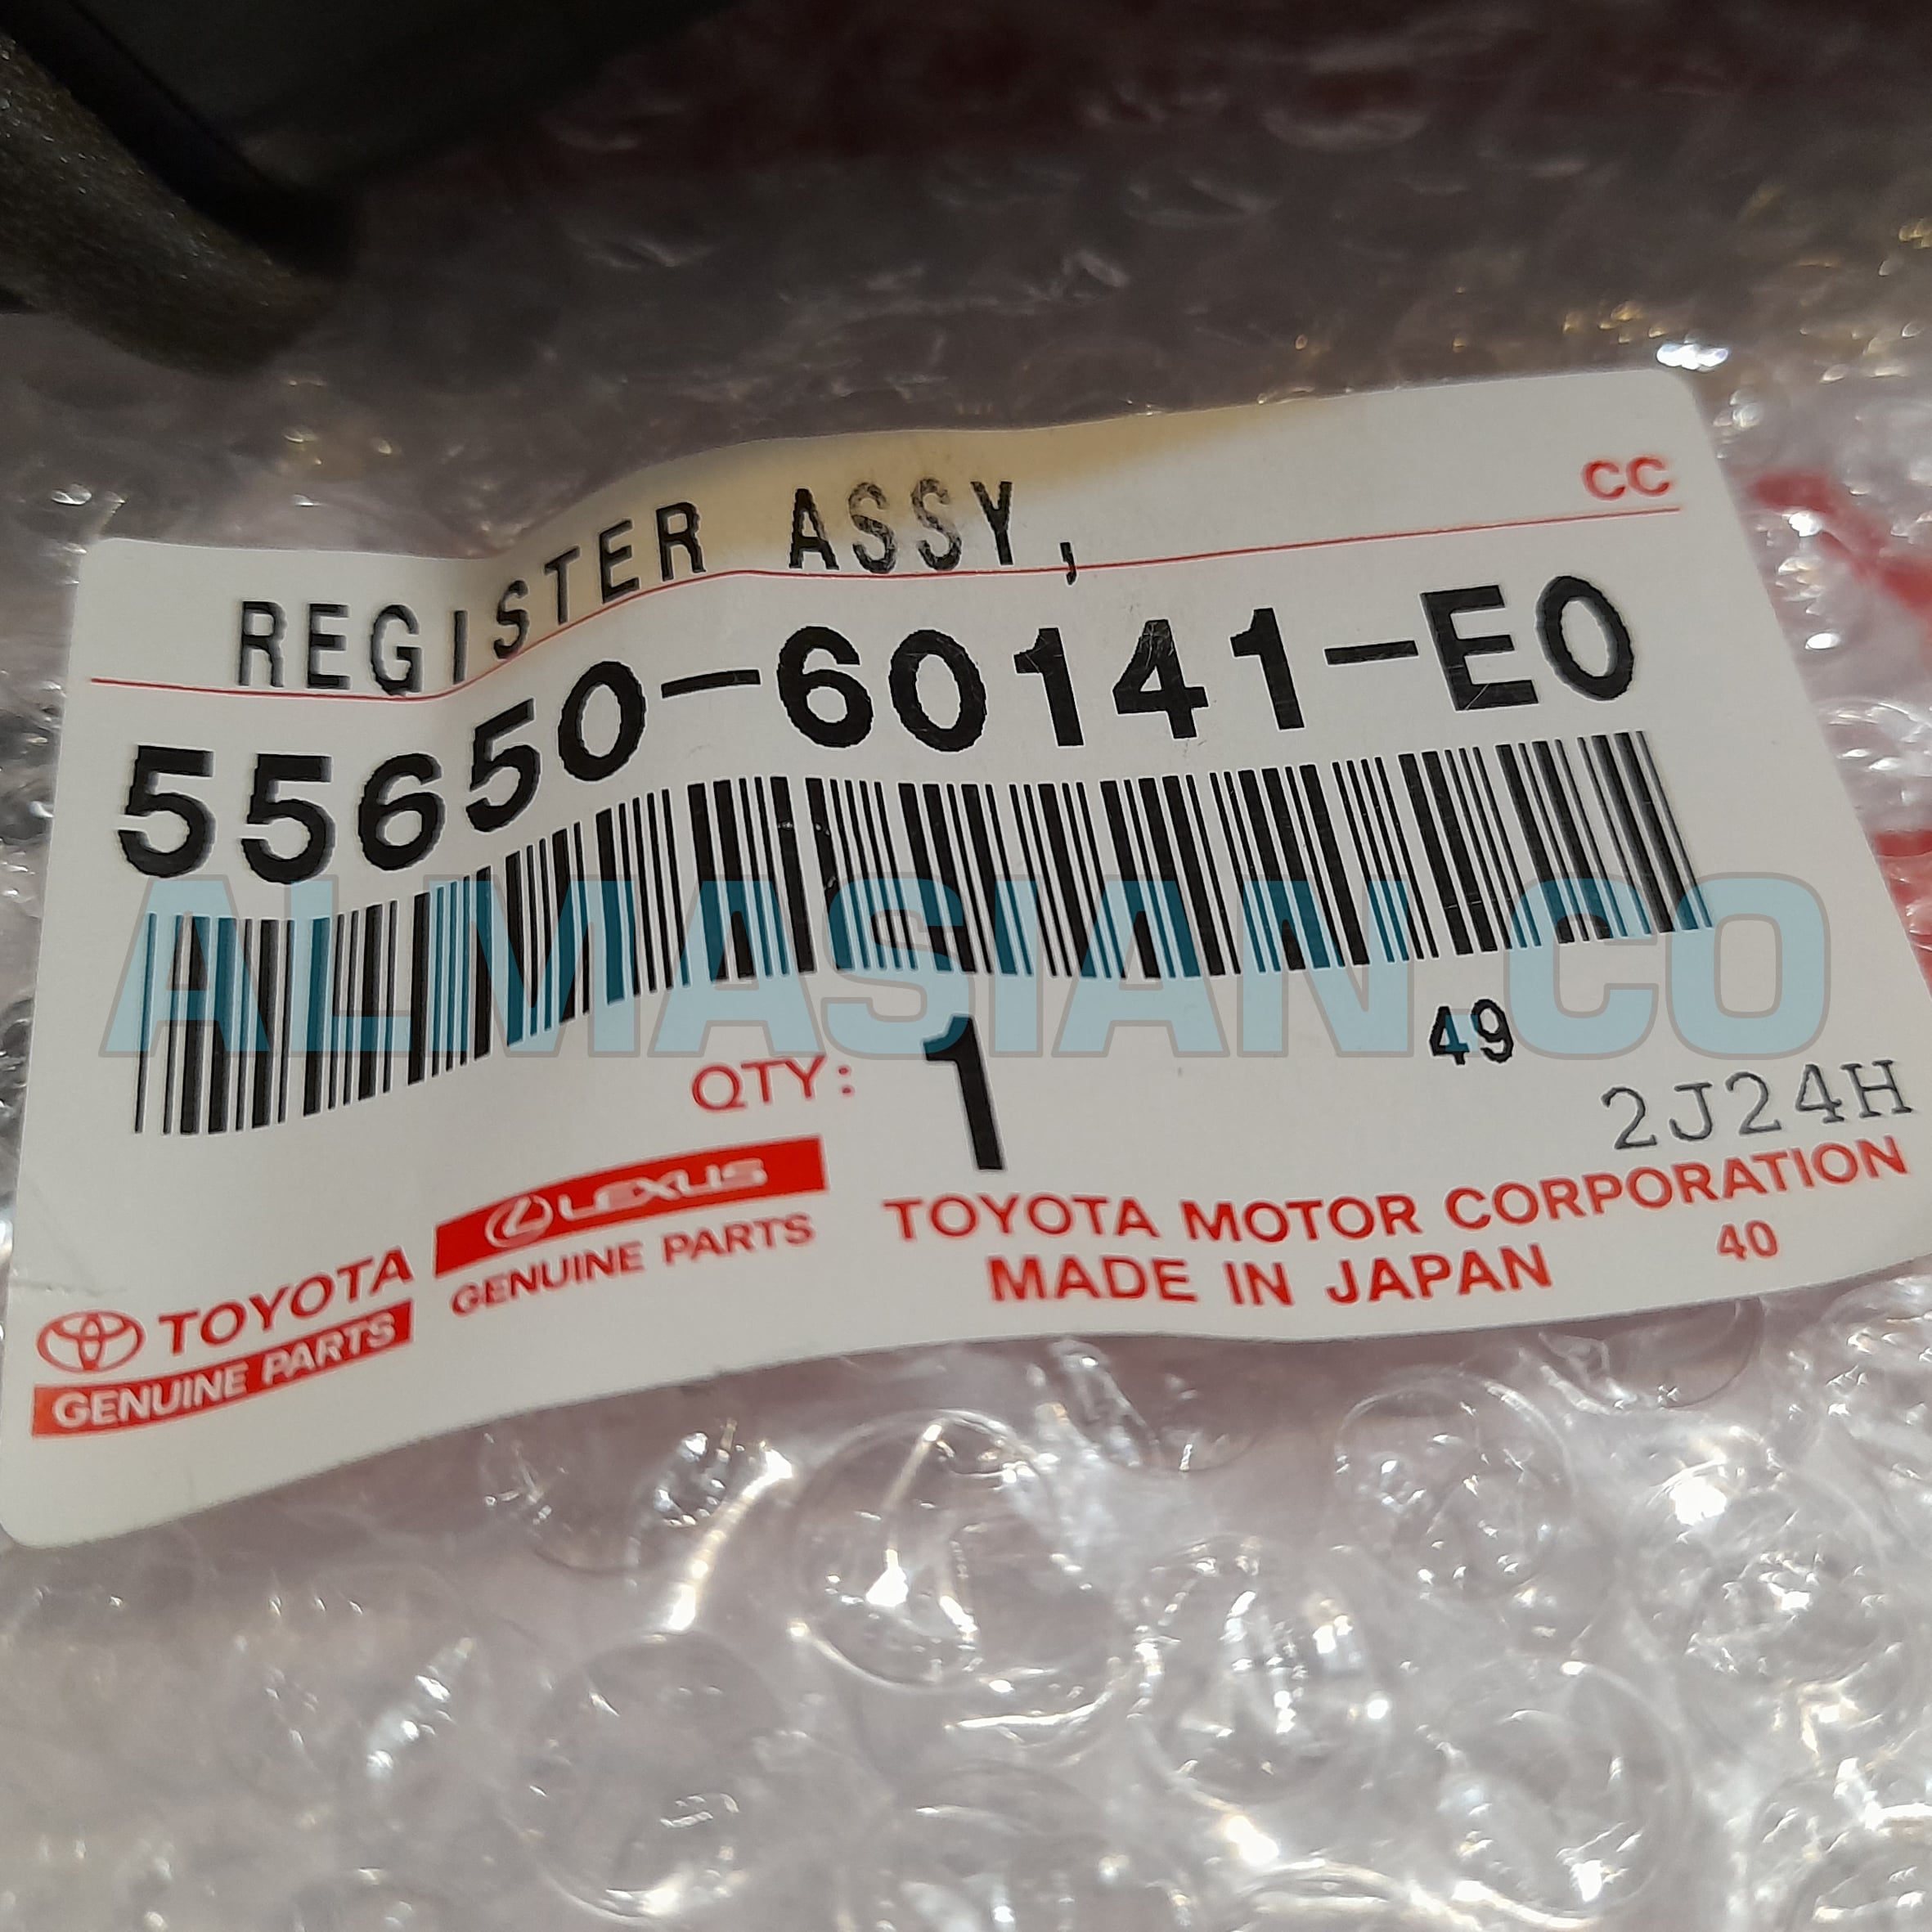 CC
REGISTER ASSY,
55650-60141-E0
ALMASIAN CO
QTY: 1
49
2J24H
TOYOTA
GENUINE PARTS
LEXUS
GENUINE PARTS
TOYOTA MOTOR CORPORATION
MADE IN JAPAN
40